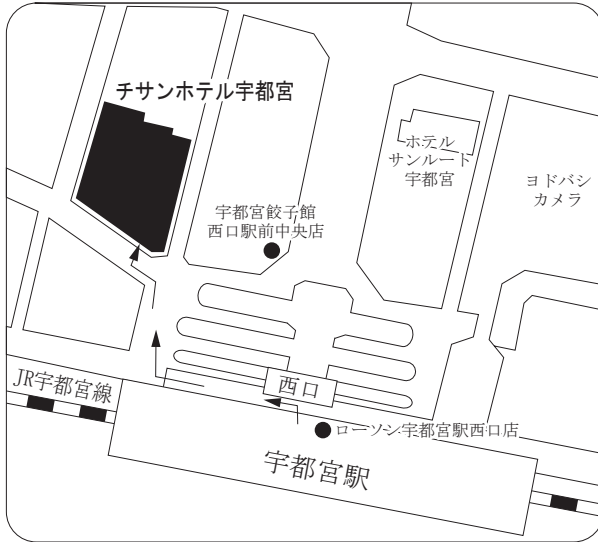 チサンホテル宇都宮
ホテル
サンルート
宇都宮
ヨドバシ
カメラ
宇都宮餃子館
西口駅前中央店
JR宇都宮線
西口
ローソン宇都宮駅西口店
宇都宮駅